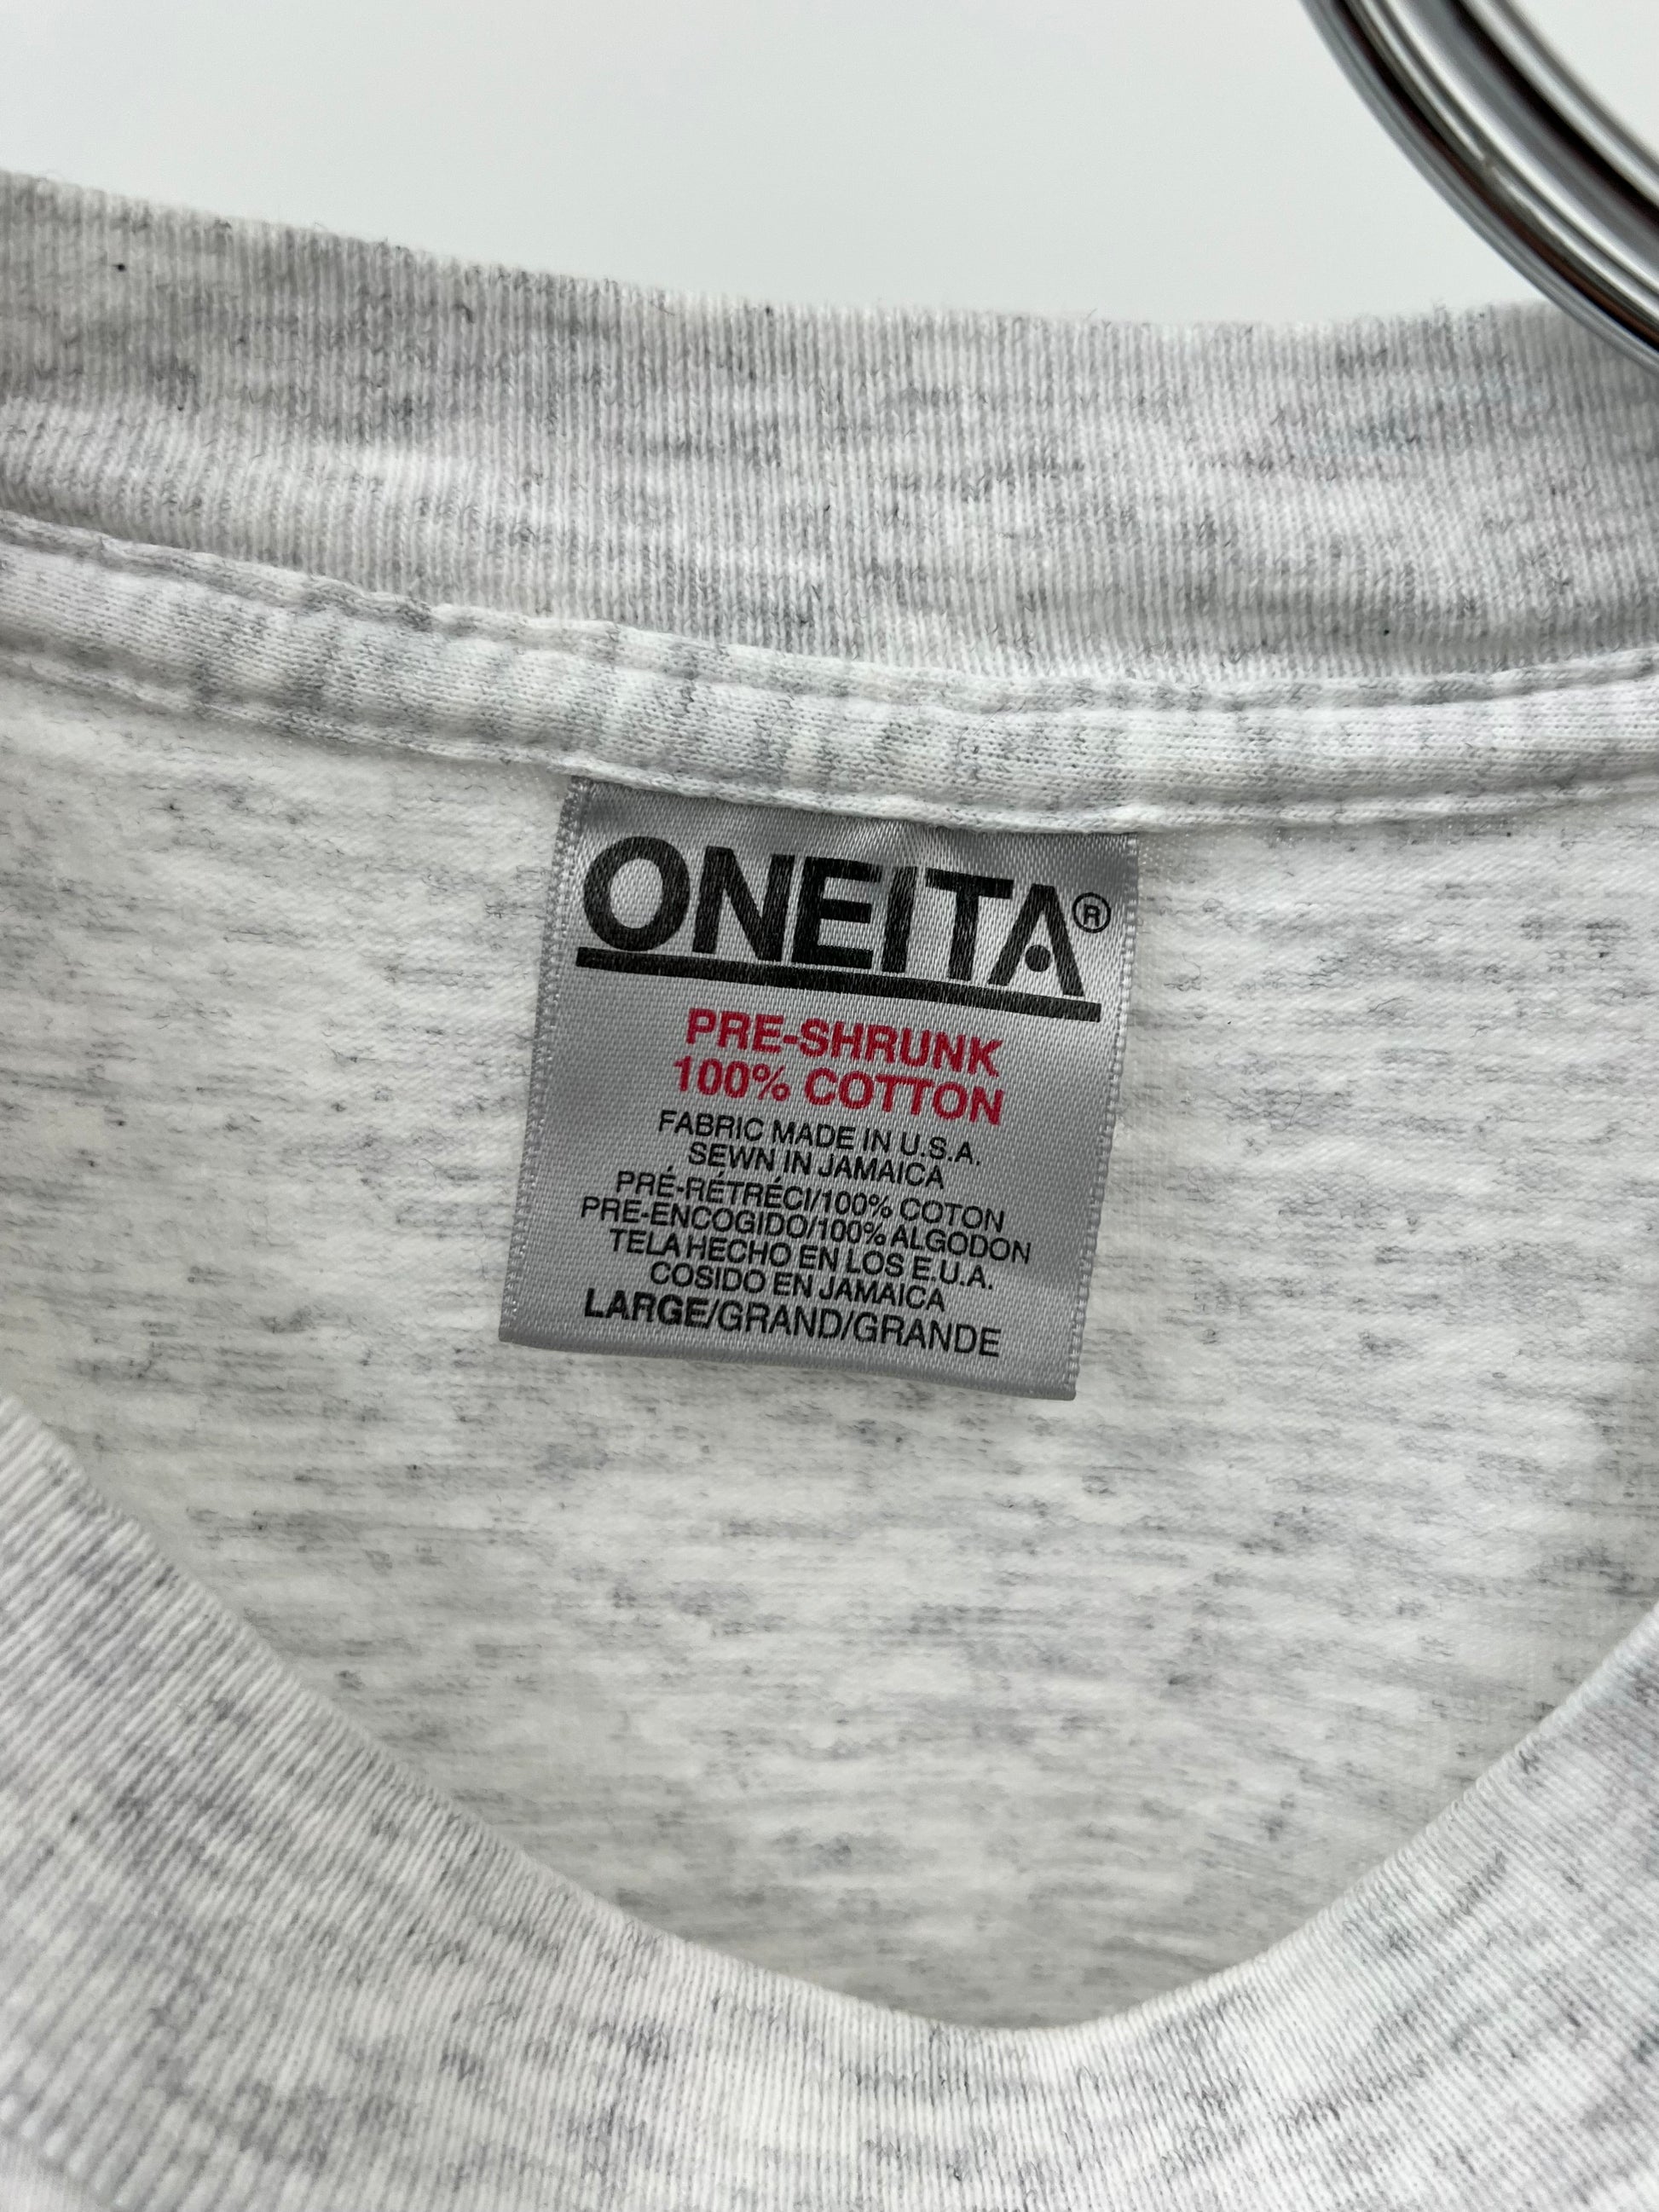 ONEITA®
PRE-SHRUNK
100% COTTON
FABRIC MADE IN U.S.A.
SEWN IN JAMAICA
PRÉ-RÉTRÉCI/100% COTON
PRE-ENCOGIDO/100% ALGODON
TELA HECHO EN LOS E.U.A.
COSIDO EN JAMAICA
LARGE/GRAND/GRANDE